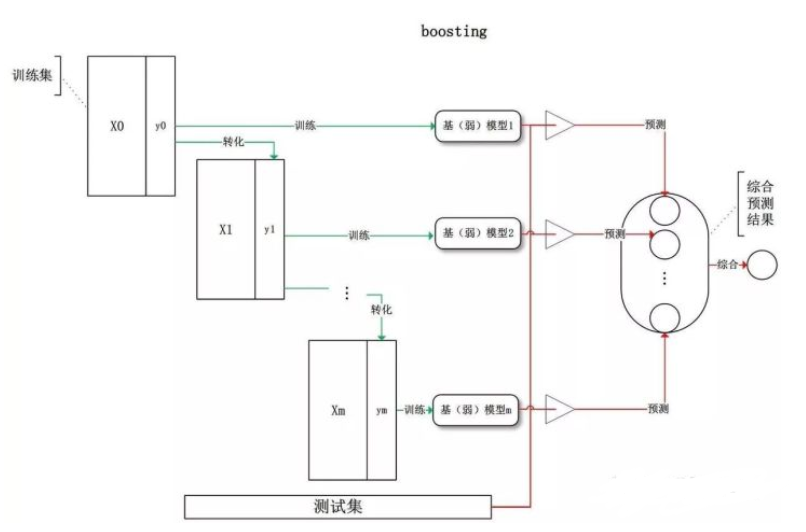 boosting
训练集
X0
y0
训练
基（弱）模型1
预测
转化
X1
y1
训练
基（弱）模型2
预测
综合
预测
结果
综合
⋮
⋮
转化
Xm
ym
训练
基（弱）模型m
预测
测试集